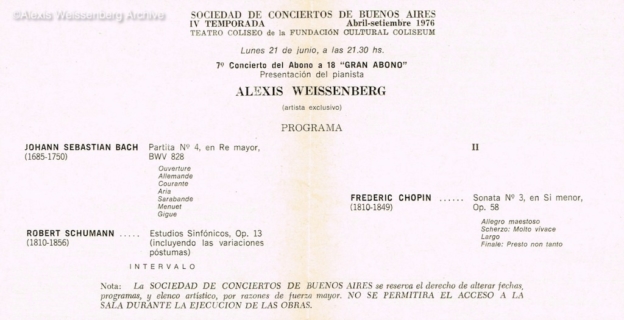 ©Alexis Weissenberg Archive
SOCIEDAD DE CONCIERTOS DE BUENOS AIRES
IV TEMPORADA Abril-setiembre 1976
TEATRO COLISEO de la FUNDACIÓN CULTURAL COLISEUM
Lunes 21 de junio, a las 21.30 hs.
7º Concierto del Abono a 18 "GRAN ABONO"
Presentación del pianista
ALEXIS WEISSENBERG
(artista exclusivo)
PROGRAMA
JOHANN SEBASTIAN BACH Partita Nº 4, en Re mayor,
(1685-1750) BWV 828
Ouverture
Allemande
Courante
Aria
Sarabande
Menuet
Gigue
ROBERT SCHUMANN ..... Estudios Sinfónicos, Op. 13
(1810-1856) (incluyendo las variaciones
póstumas)
INTERVALO
II
FREDERIC CHOPIN ...... Sonata Nº 3, en Si menor,
(1810-1849) Op. 58
Allegro maestoso
Scherzo: Molto vivace
Largo
Finale: Presto non tanto
Nota: La SOCIEDAD DE CONCIERTOS DE BUENOS AIRES se reserva el derecho de alterar fechas,
programas, y elenco artístico, por razones de fuerza mayor. NO SE PERMITIRA EL ACCESO A LA
SALA DURANTE LA EJECUCION DE LAS OBRAS.